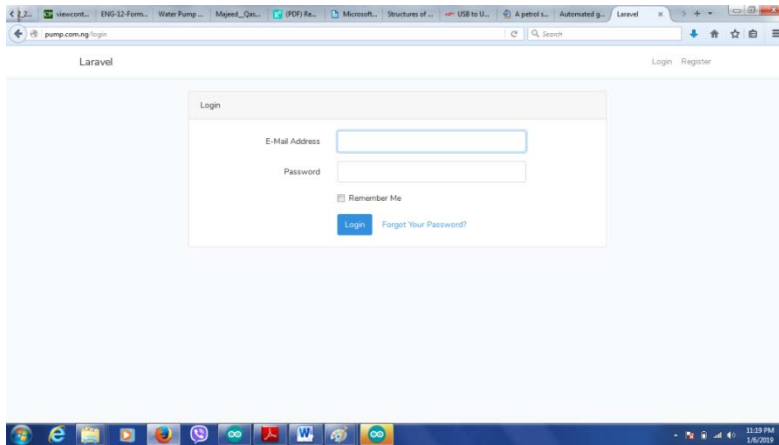 2_2... viewcont... ENG-12-Form... Water Pump ... Majeed_Qas... (PDF) Re... Microsoft... Structures of ... USB to U... A petrol s... Automated g... Laravel
pump.com.ng/login Search
Laravel Login Register
Login
E-Mail Address
Password
Remember Me
Login Forgot Your Password?
11:19 PM
1/6/2019